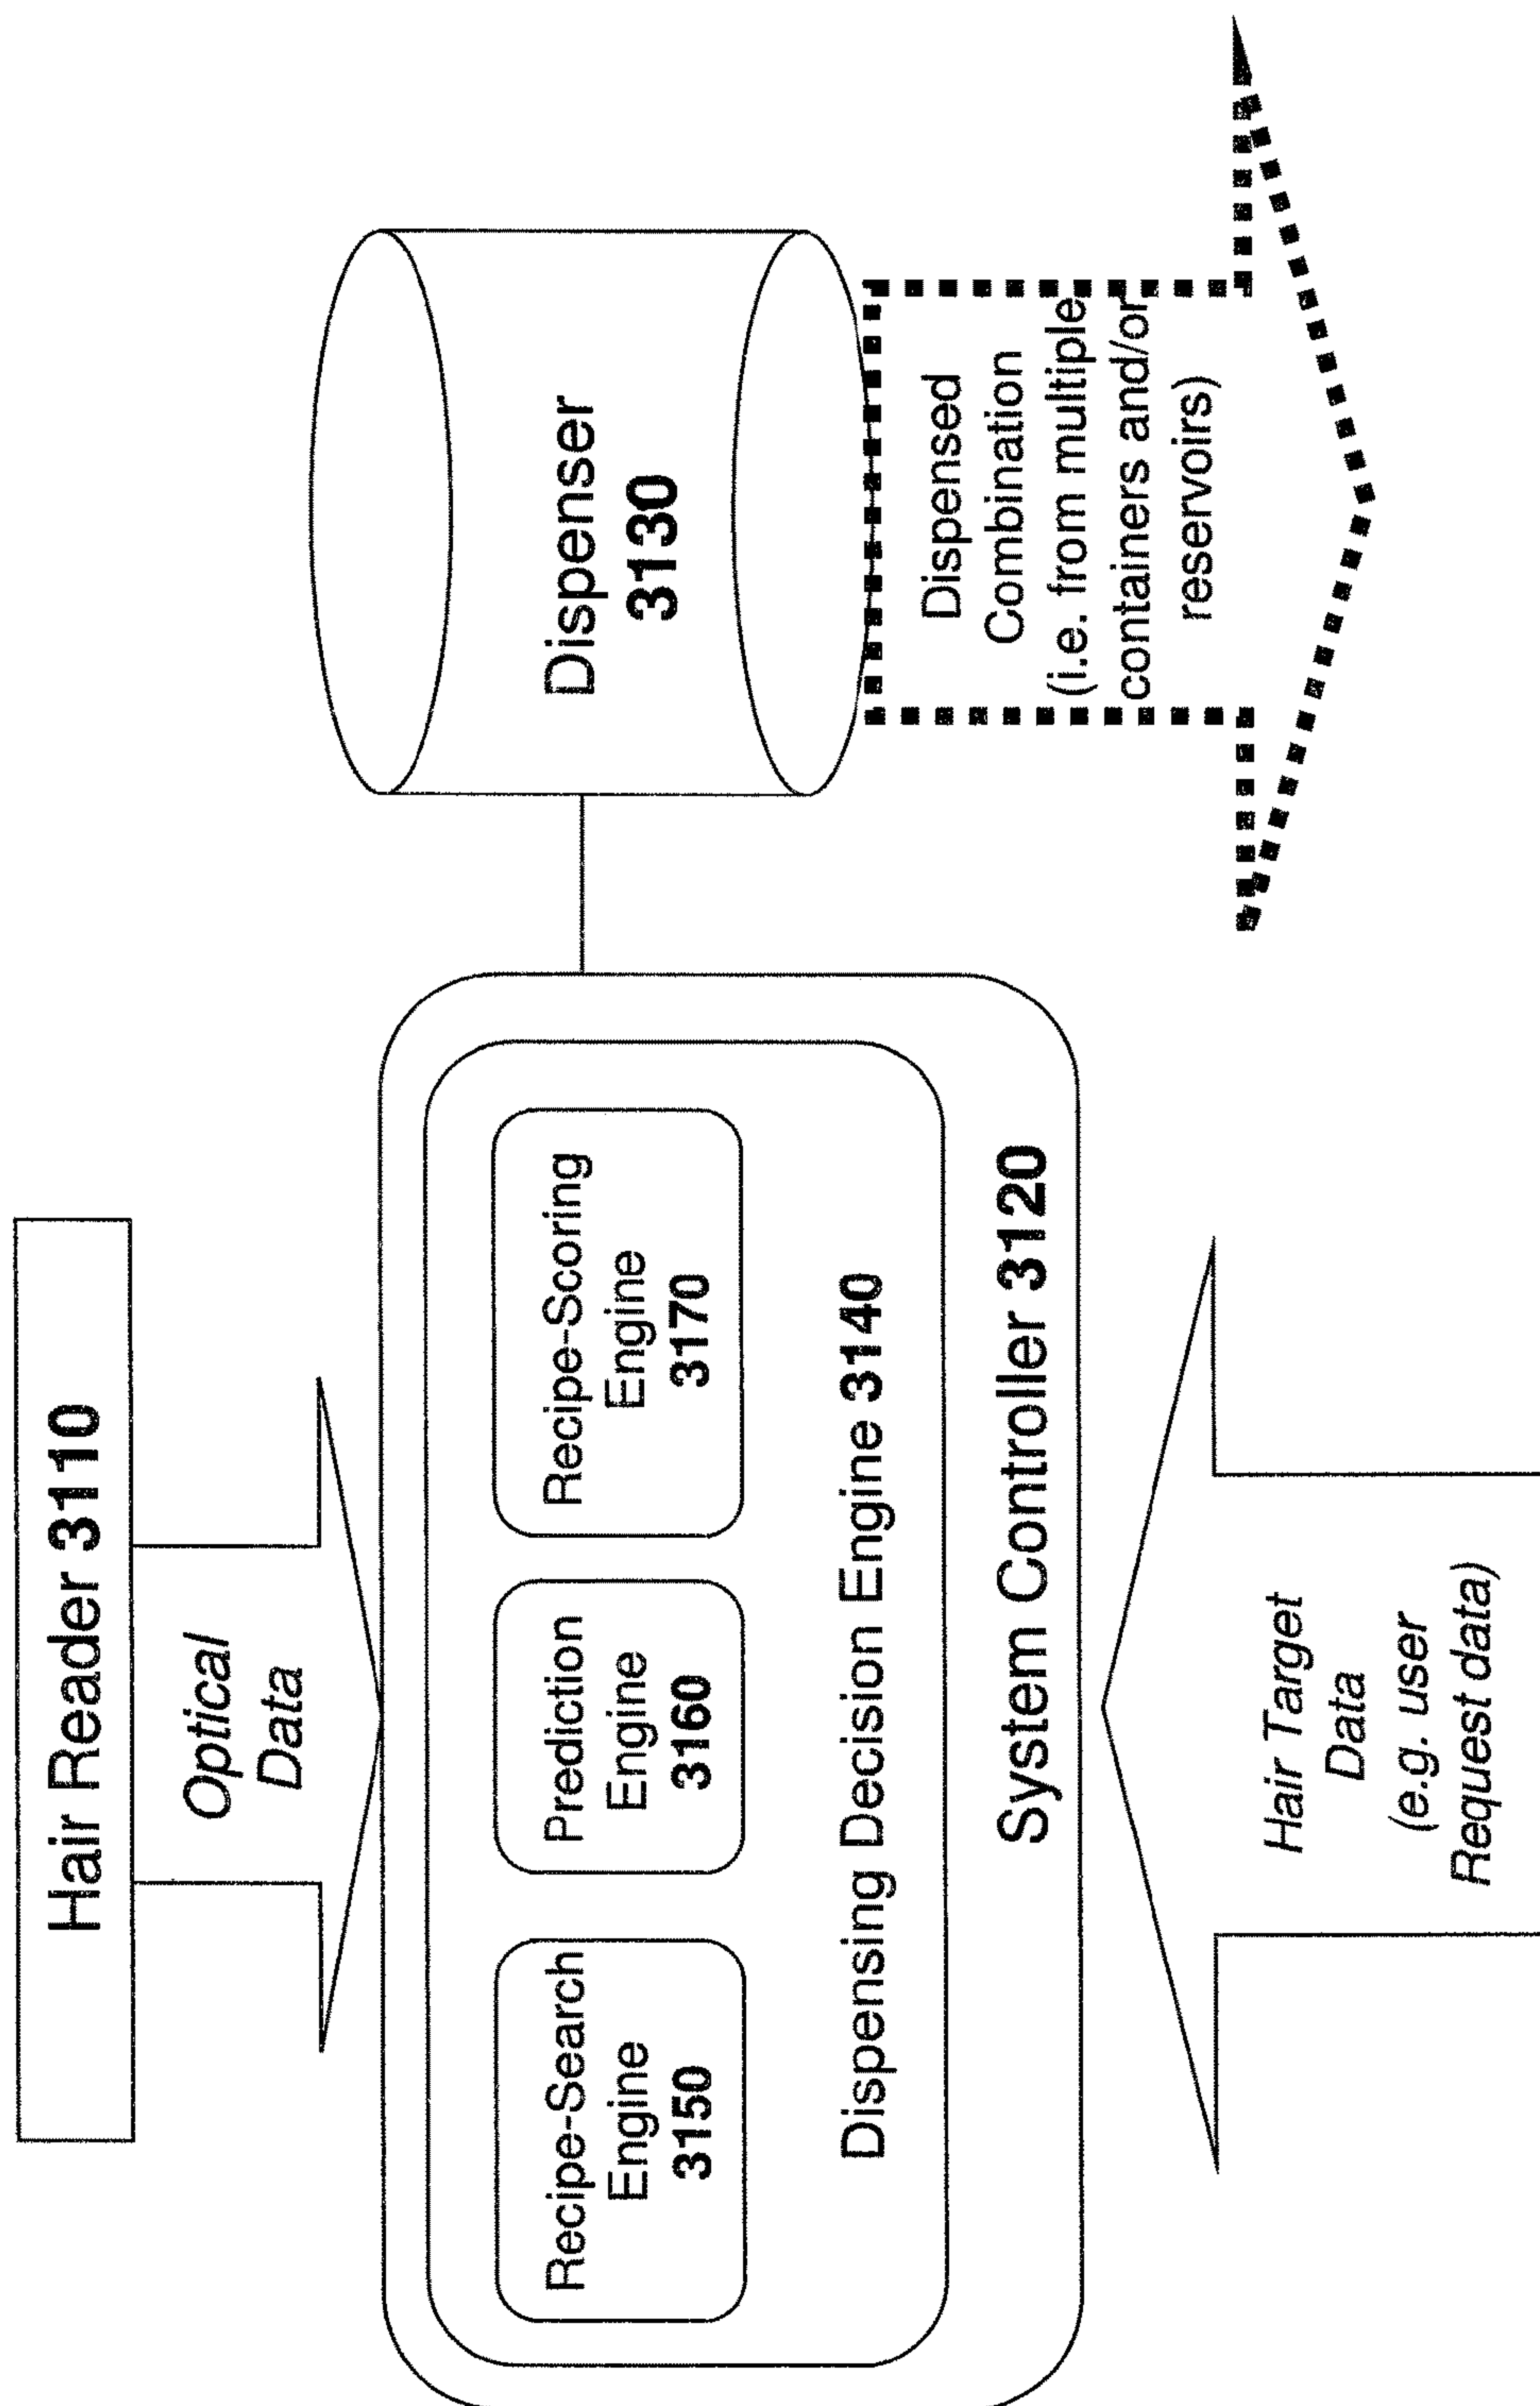 Hair Reader 3110
Optical
Data
Recipe-Search
Engine
3150
Prediction
Engine
3160
Recipe-Scoring
Engine
3170
Dispensing Decision Engine 3140
System Controller 3120
Hair Target
Data
(e.g. user
Request data)
Dispenser
3130
Dispensed
Combination
(i.e. from multiple
containers and/or
reservoirs)